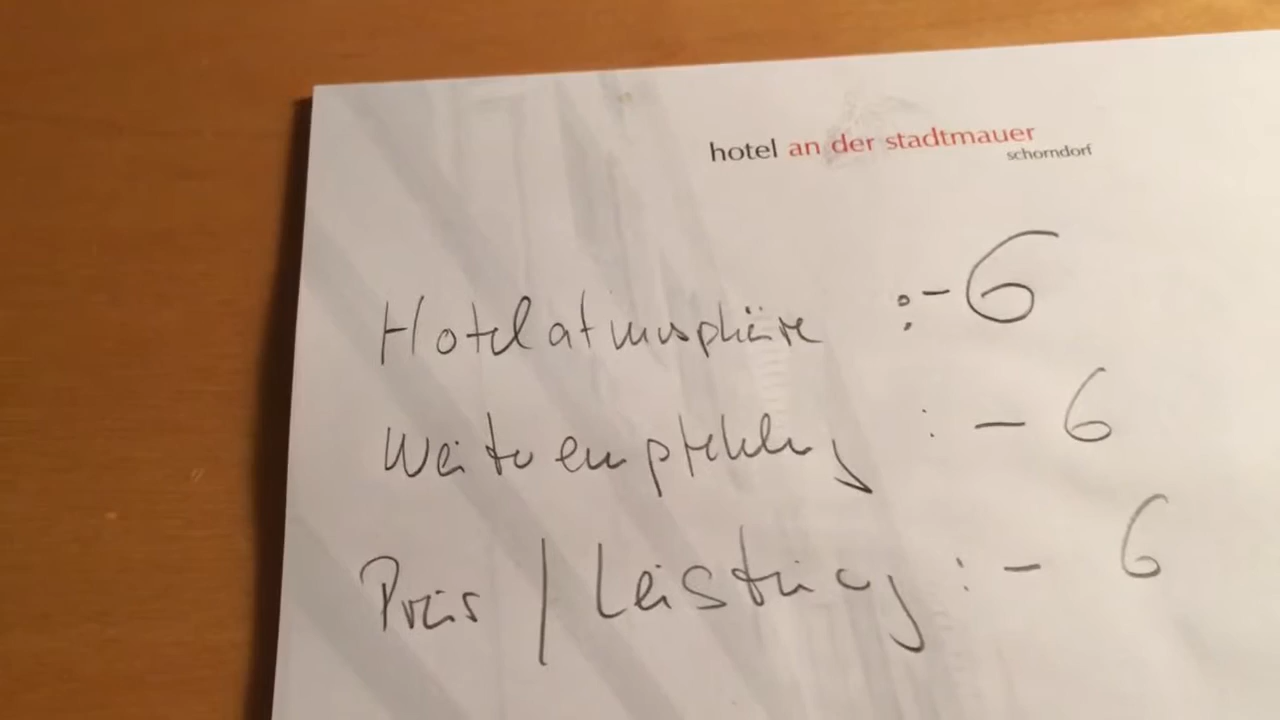 hotel an der stadtmauer
schorndorf
Hotelatmosphäre :- 6
Weiterempfehlung : - 6
Preis / Leistung : - 6